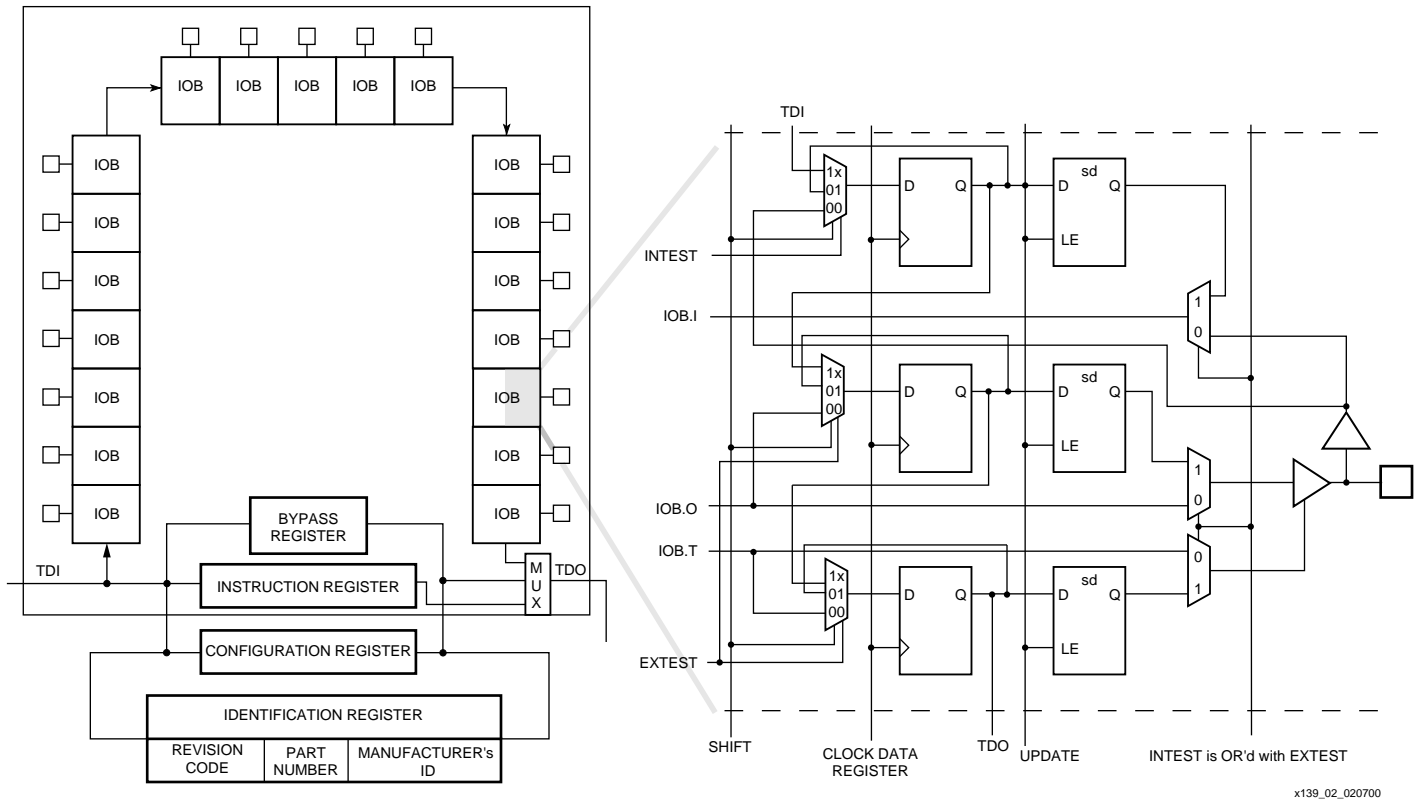 IOB IOB IOB IOB IOB
IOB
IOB
IOB
IOB
IOB
IOB
IOB
IOB
IOB
IOB
IOB
IOB
IOB
IOB
BYPASS
REGISTER
TDI
INSTRUCTION REGISTER
M
U
X
TDO
CONFIGURATION REGISTER
IDENTIFICATION REGISTER
REVISION
CODE
PART
NUMBER
MANUFACTURER's
ID
TDI
1x
01
00
D Q
sd
D Q
LE
INTEST
IOB.I
1
0
1x
01
00
D Q
sd
D Q
LE
1
0
IOB.O
IOB.T
0
1
1x
01
00
D Q
sd
D Q
LE
EXTEST
SHIFT
CLOCK DATA
REGISTER
TDO
UPDATE
INTEST is OR'd with EXTEST
x139_02_020700